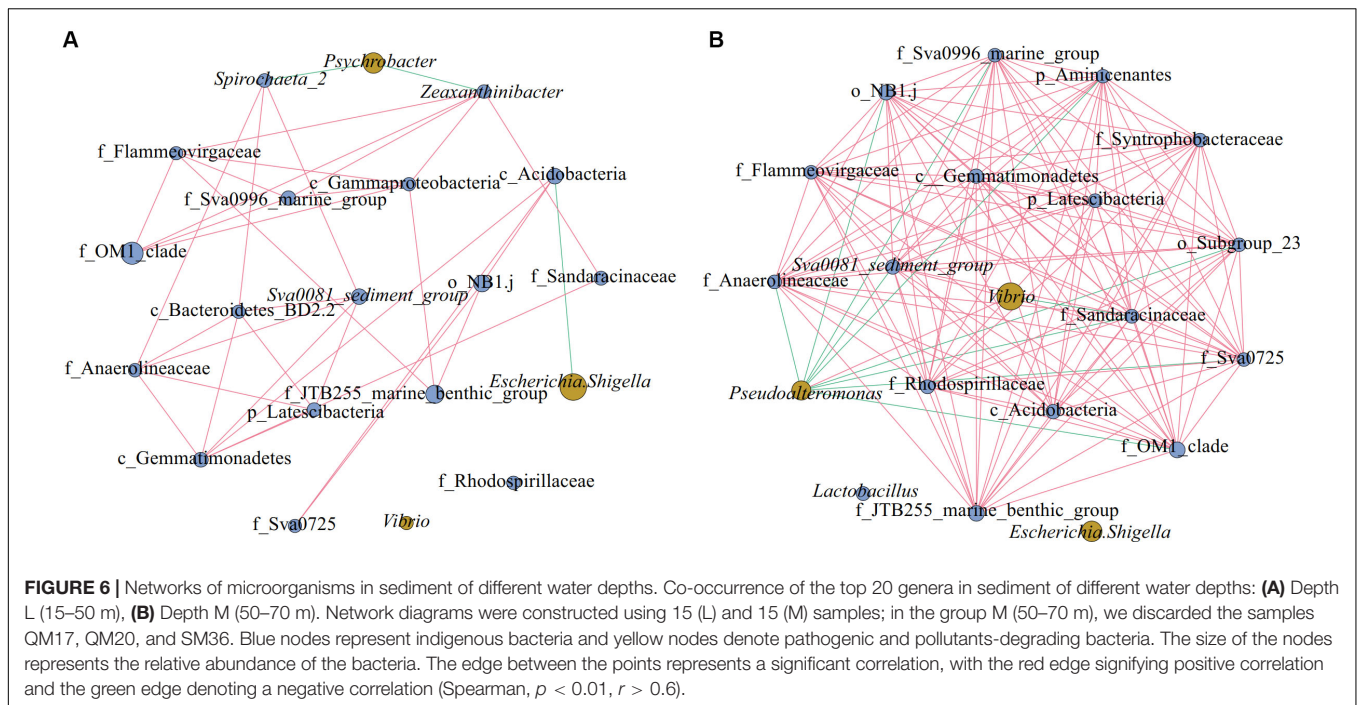 A
Psychrobacter
Spirochaeta_2
Zeaxanthinibacter
f_Flammeovirgaceae
c_Gammaproteobacteria
c_Acidobacteria
f_Sva0996_marine_group
f_OM1_clade
o_NB1.j
f_Sandaracinaceae
Sva0081_sediment_group
c_Bacteroidetes_BD2.2
f_Anaerolineaceae
Escherichia.Shigella
f_JTB255_marine_benthic_group
p_Latescibacteria
c_Gemmatimonadetes
f_Rhodospirillaceae
f_Sva0725
Vibrio
B
f_Sva0996_marine_group
p_Aminicenantes
o_NB1.j
f_Syntrophobacteraceae
f_Flammeovirgaceae
c__Gemmatimonadetes
p_Latescibacteria
o_Subgroup_23
Sva0081_sediment_group
f_Anaerolineaceae
Vibrio
f_Sandaracinaceae
f_Sva0725
Pseudoalteromonas
f_Rhodospirillaceae
c_Acidobacteria
f_OM1_clade
Lactobacillus
f_JTB255_marine_benthic_group
Escherichia.Shigella
FIGURE 6 | Networks of microorganisms in sediment of different water depths. Co-occurrence of the top 20 genera in sediment of different water depths: (A) Depth
L (15–50 m), (B) Depth M (50–70 m). Network diagrams were constructed using 15 (L) and 15 (M) samples; in the group M (50–70 m), we discarded the samples
QM17, QM20, and SM36. Blue nodes represent indigenous bacteria and yellow nodes denote pathogenic and pollutants-degrading bacteria. The size of the nodes
represents the relative abundance of the bacteria. The edge between the points represents a significant correlation, with the red edge signifying positive correlation
and the green edge denoting a negative correlation (Spearman, p < 0.01, r > 0.6).